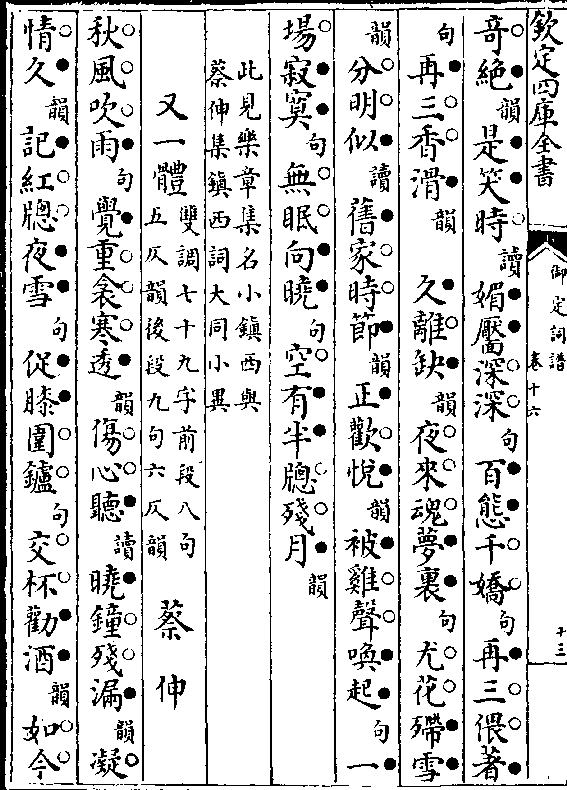 欽定四庫全書
御定詞譜
卷十六
十三
奇絶韻是笑時讀媚靨深深句百態千嬌句再三偎著
句再三香滑韻久離缺韻夜來魂夢裏句尤花殢雪
韻分明似讀舊家時節韻正歡悅韻被雞聲喚起句一
場寂寞句無眠向曉句空有半牕殘月韻
此見樂章集名小鎮西與
蔡伸集鎮西詞大同小異
又一體雙調七十九字前段八句
五仄韻後段九句六仄韻
蔡伸
秋風吹雨句覺重衾寒透韻傷心聽讀曉鐘殘漏韻凝
情久韻記紅牕夜雪句促膝圍鑪句交杯勸酒韻如今